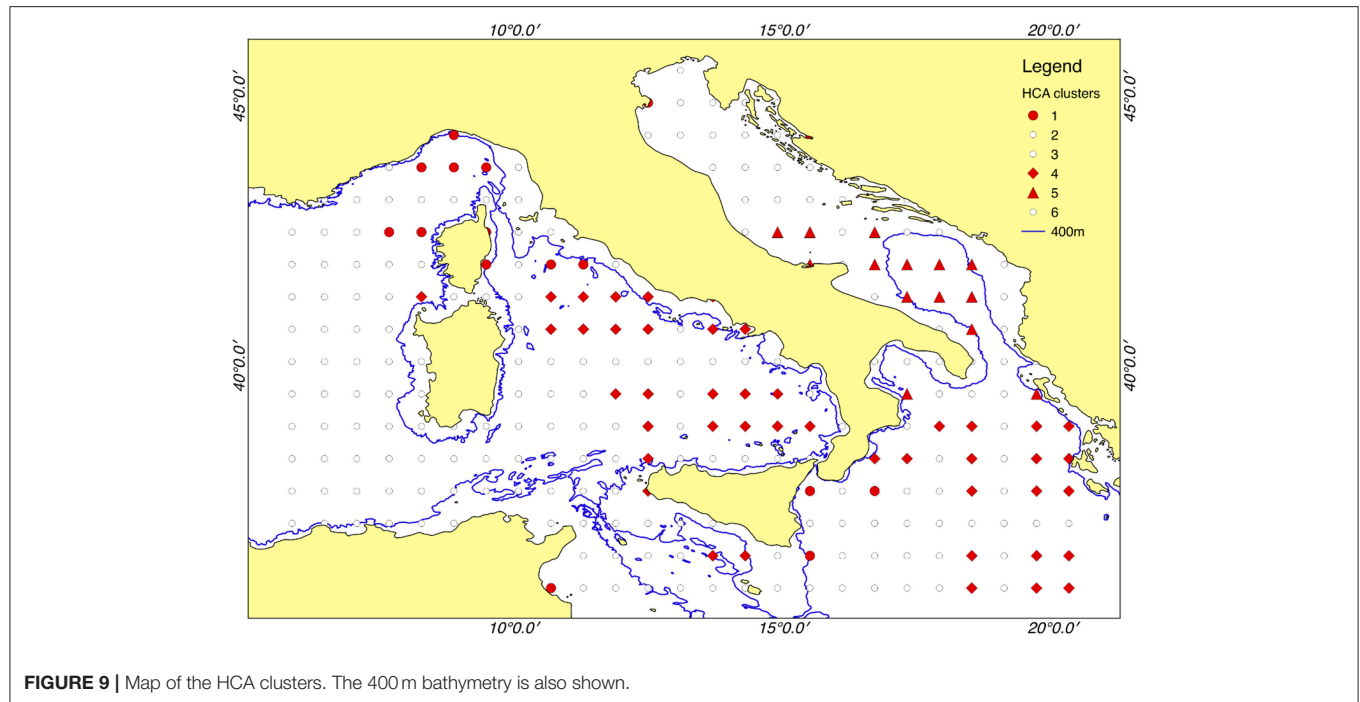 10°0.0′ 15°0.0′ 20°0.0′
45°0.0′ 45°0.0′
Legend
HCA clusters
1
2
3
4
5
6
400m
40°0.0′ 40°0.0′
10°0.0′ 15°0.0′ 20°0.0′
FIGURE 9 | Map of the HCA clusters. The 400 m bathymetry is also shown.